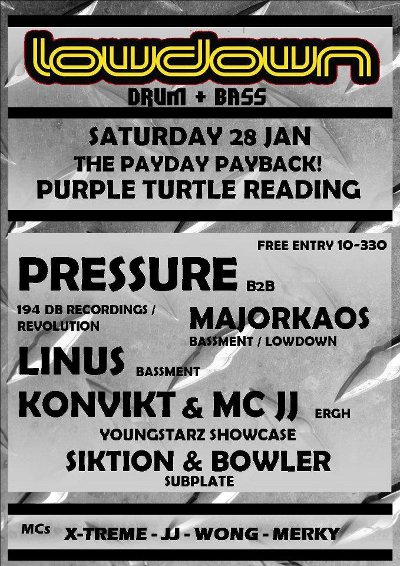 lowdown
DRUM + BASS
SATURDAY 28 JAN
THE PAYDAY PAYBACK!
PURPLE TURTLE READING
FREE ENTRY 10-330
PRESSURE B2B
194 DB RECORDINGS /
REVOLUTION
MAJORKAOS
BASSMENT / LOWDOWN
LINUS BASSMENT
KONVIKT & MC JJ ERGH
YOUNGSTARZ SHOWCASE
SIKTION & BOWLER
SUBPLATE
MCs X-TREME - JJ - WONG - MERKY